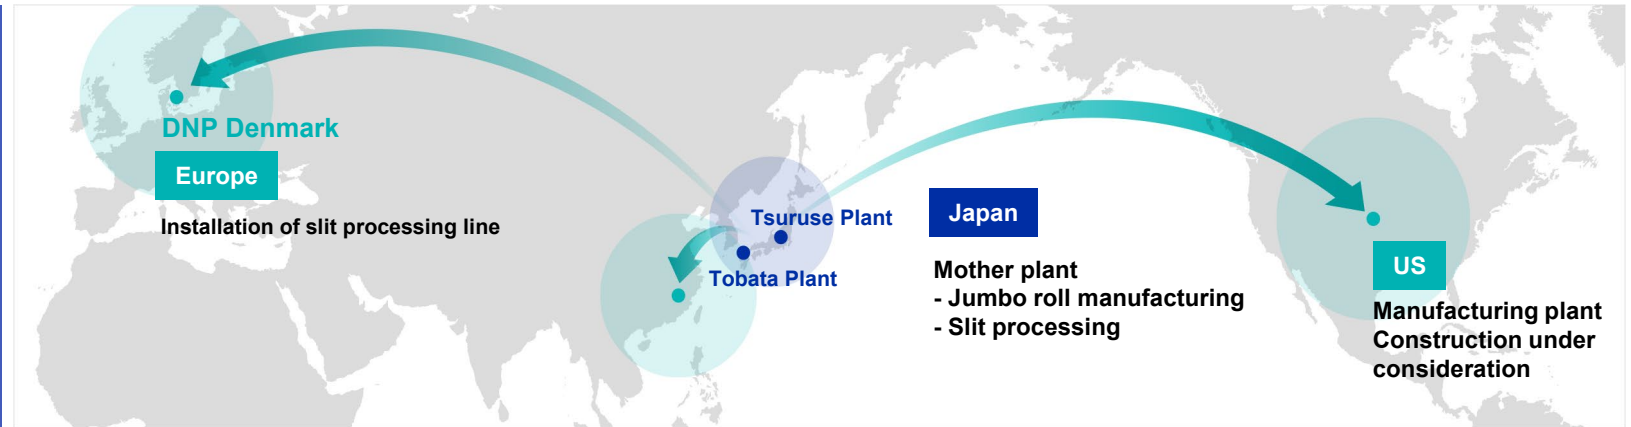 DNP Denmark
Europe
Installation of slit processing line
Tsuruse Plant
Tobata Plant
Japan
Mother plant
- Jumbo roll manufacturing
- Slit processing
US
Manufacturing plant
Construction under
consideration